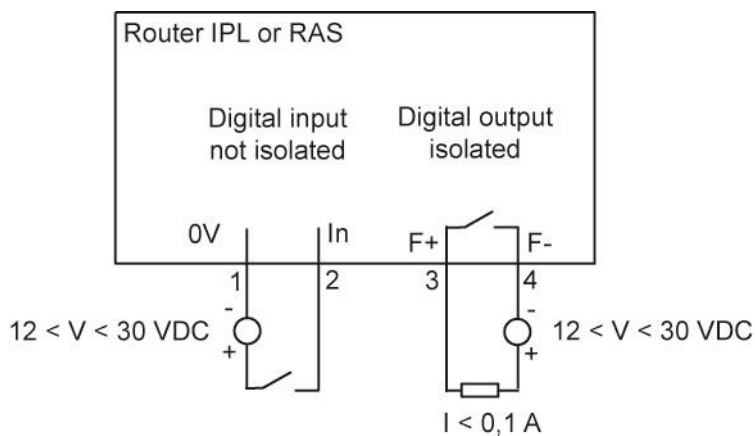 Router IPL or RAS
Digital input
not isolated
Digital output
isolated
0V
In
F+
F-
1
2
3
4
-
+
12 < V < 30 VDC
-
+
12 < V < 30 VDC
I < 0,1 A